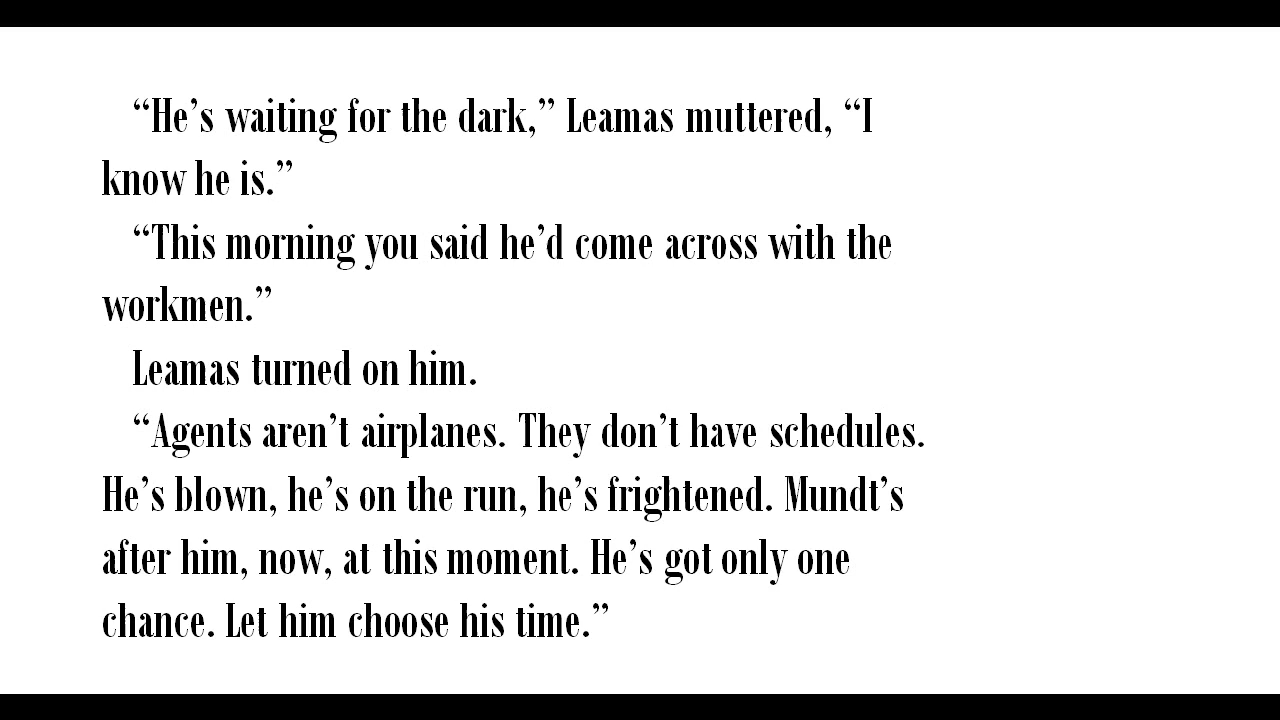 “He’s waiting for the dark,” Leamas muttered, “I
know he is.”
“This morning you said he’d come across with the
workmen.”
Leamas turned on him.
“Agents aren’t airplanes. They don’t have schedules.
He’s blown, he’s on the run, he’s frightened. Mundt’s
after him, now, at this moment. He’s got only one
chance. Let him choose his time.”